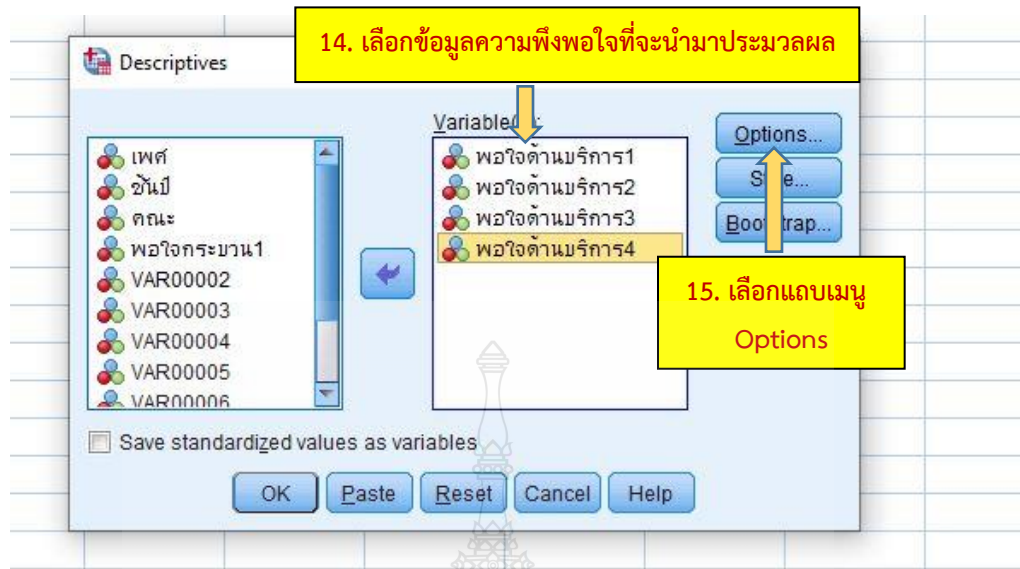 14. เลือกข้อมูลความพึงพอใจที่จะนำมาประมวลผล
Descriptives
Options...
เพศ
ชั้นปี
คณะ
พอใจกระบวน1
VAR00002
VAR00003
VAR00004
VAR00005
VAR00006
พอใจด้านบริการ1
พอใจด้านบริการ2
พอใจด้านบริการ3
พอใจด้านบริการ4
15. เลือกแถบเมนู
Options
Save standardized values as variables
OK Paste Reset Cancel Help